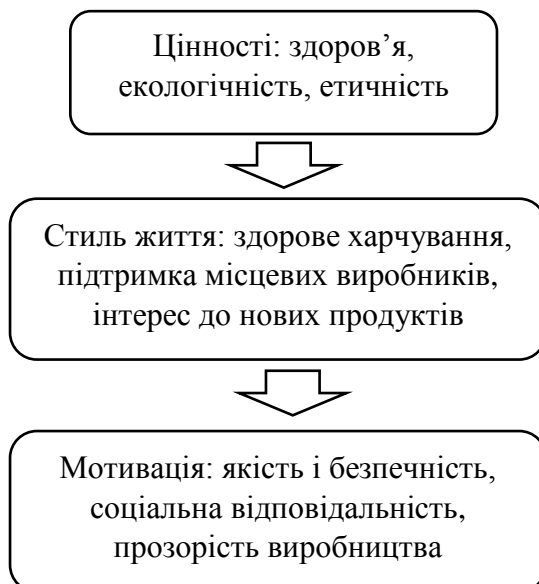 Цінності: здоров’я,
екологічність, етичність
Стиль життя: здорове харчування,
підтримка місцевих виробників,
інтерес до нових продуктів
Мотивація: якість і безпечність,
соціальна відповідальність,
прозорість виробництва